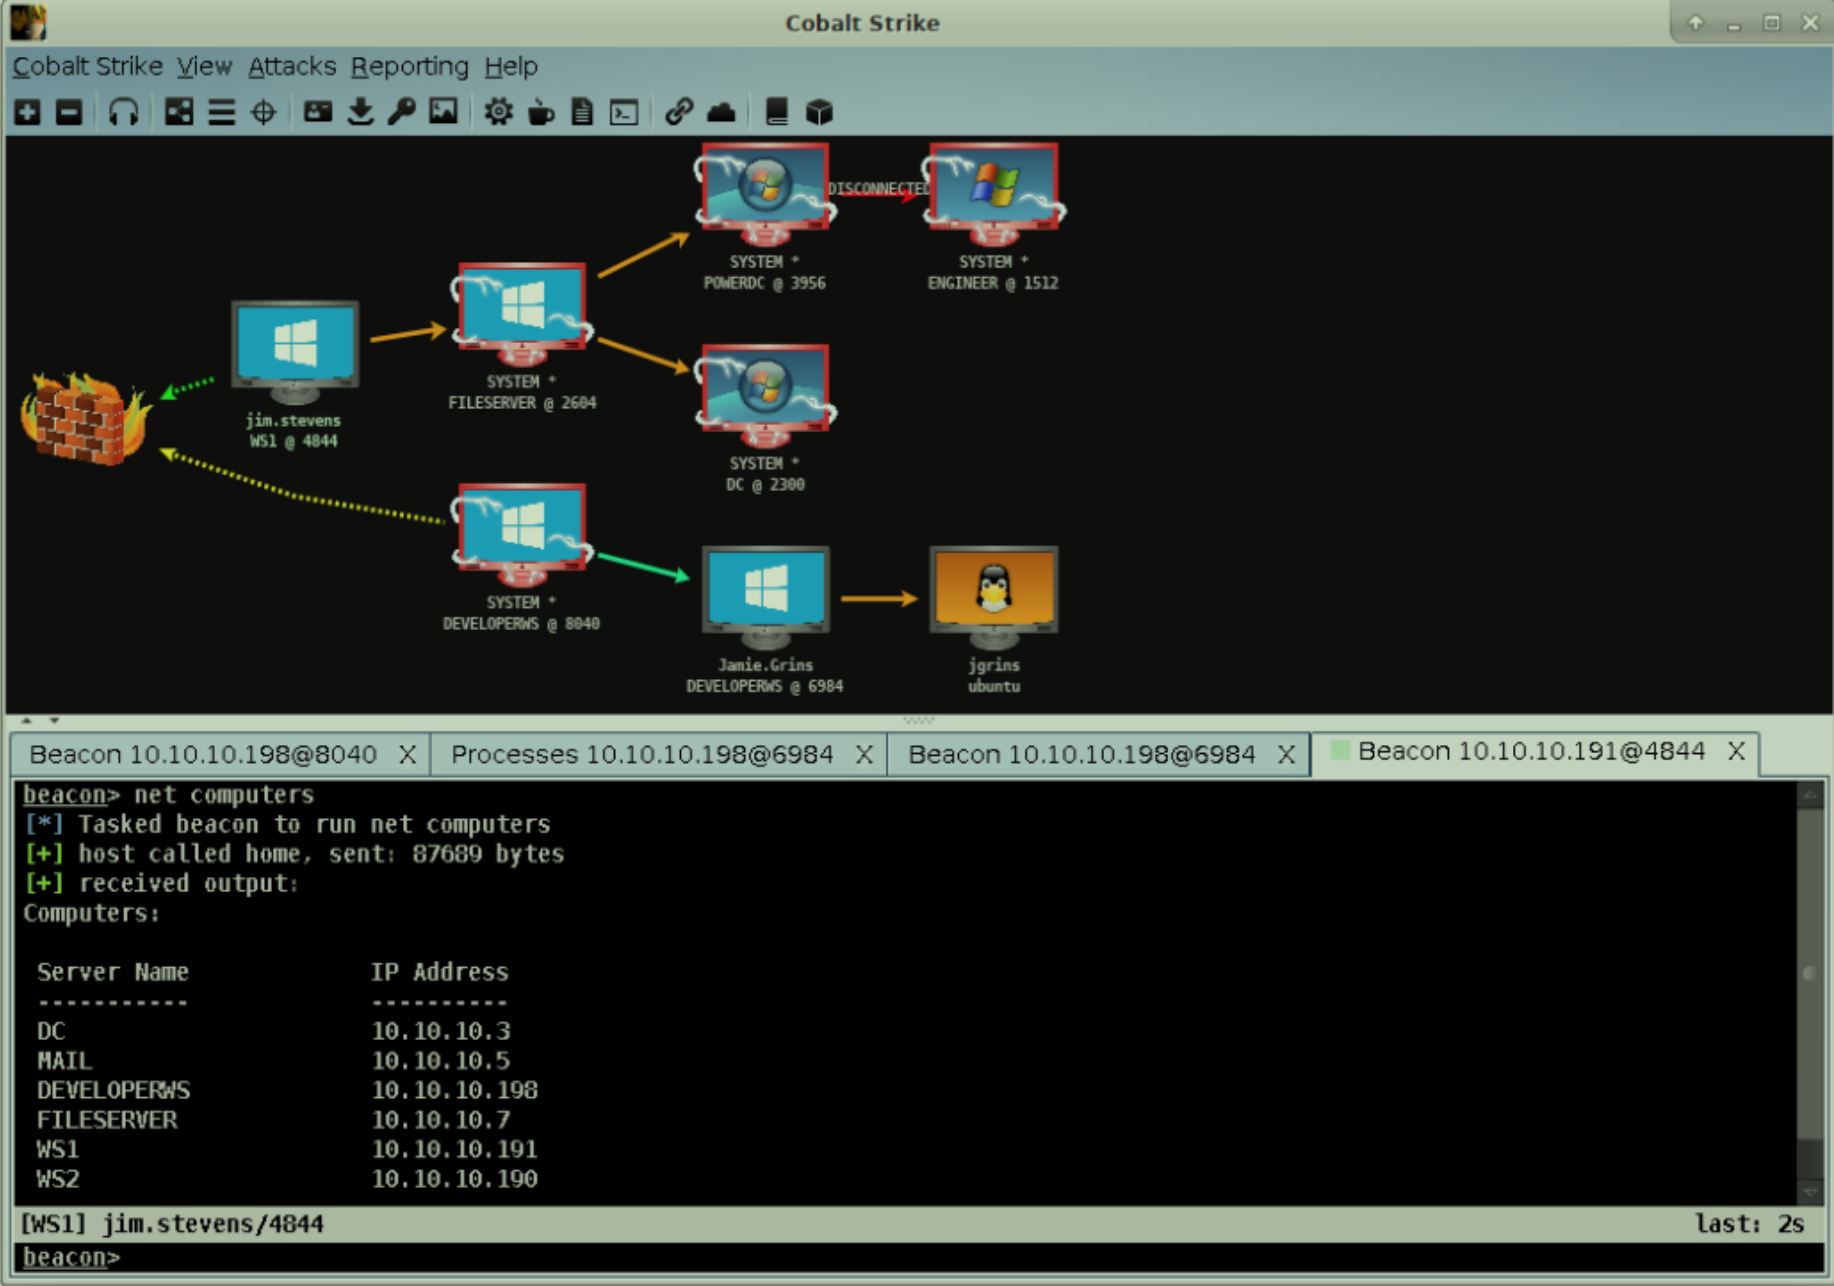 Cobalt Strike
Cobalt Strike View Attacks Reporting Help
DISCONNECTED
SYSTEM *
POWERDC @ 3956
SYSTEM *
ENGINEER @ 1512
SYSTEM *
FILESERVER @ 2604
jim.stevens
WS1 @ 4844
SYSTEM *
DC @ 2300
SYSTEM *
DEVELOPERWS @ 8040
Jamie.Grins
DEVELOPERWS @ 6984
jgrins
ubuntu
Beacon 10.10.10.198@8040 X
Processes 10.10.10.198@6984 X
Beacon 10.10.10.198@6984 X
Beacon 10.10.10.191@4844 X
beacon> net computers
[*] Tasked beacon to run net computers
[+] host called home, sent: 87689 bytes
[+] received output:
Computers:
Server Name IP Address
----------- ----------
DC 10.10.10.3
MAIL 10.10.10.5
DEVELOPERWS 10.10.10.198
FILESERVER 10.10.10.7
WS1 10.10.10.191
WS2 10.10.10.190
[WS1] jim.stevens/4844 last: 2s
beacon>